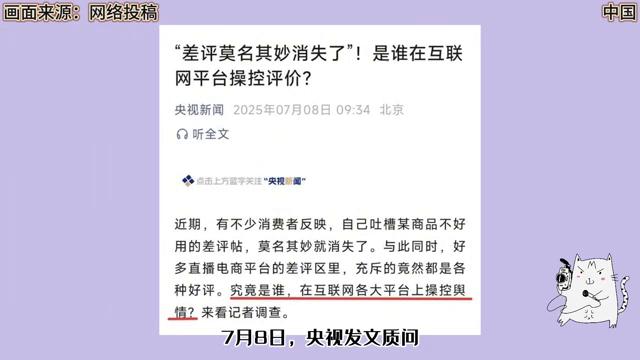 画面来源：网络投稿
中国
“差评莫名其妙消失了”！是谁在互联
网平台操控评价？
央视新闻 2025年07月08日 09:34 北京
听全文
点击上方蓝字关注“央视新闻”
近期，有不少消费者反映，自己吐槽某商品不好
用的差评帖，莫名其妙就消失了。与此同时，好
多直播电商平台的差评区里，充斥的竟然都是各
种好评。究竟是谁，在互联网各大平台上操控舆
情？来看记者调查。
7月8日，央视发文质问